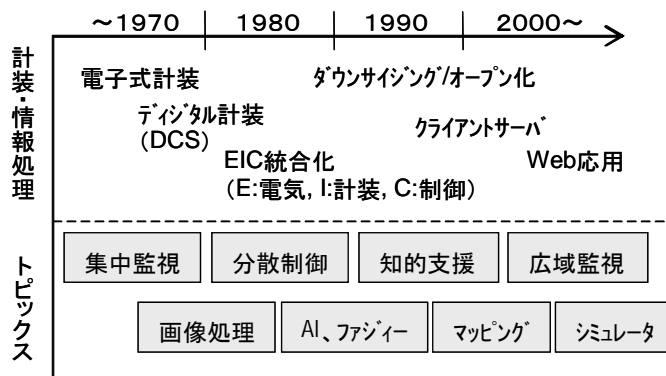 ～1970 1980 1990 2000～
計装・情報処理
電子式計装 ﾀﾞｳﾝｻｲｼﾞﾝｸﾞ/ｵｰﾌﾟﾝ化
ﾃﾞｨｼﾞﾀﾙ計装 ｸﾗｲｱﾝﾄｻｰﾊﾞ
(DCS)
EIC統合化 Web応用
(E:電気, I:計装, C:制御)
トピックス
集中監視 分散制御 知的支援 広域監視
画像処理 AI、ﾌｧｼﾞｨｰ ﾏｯﾋﾟﾝｸﾞ ｼﾐｭﾚｰﾀ